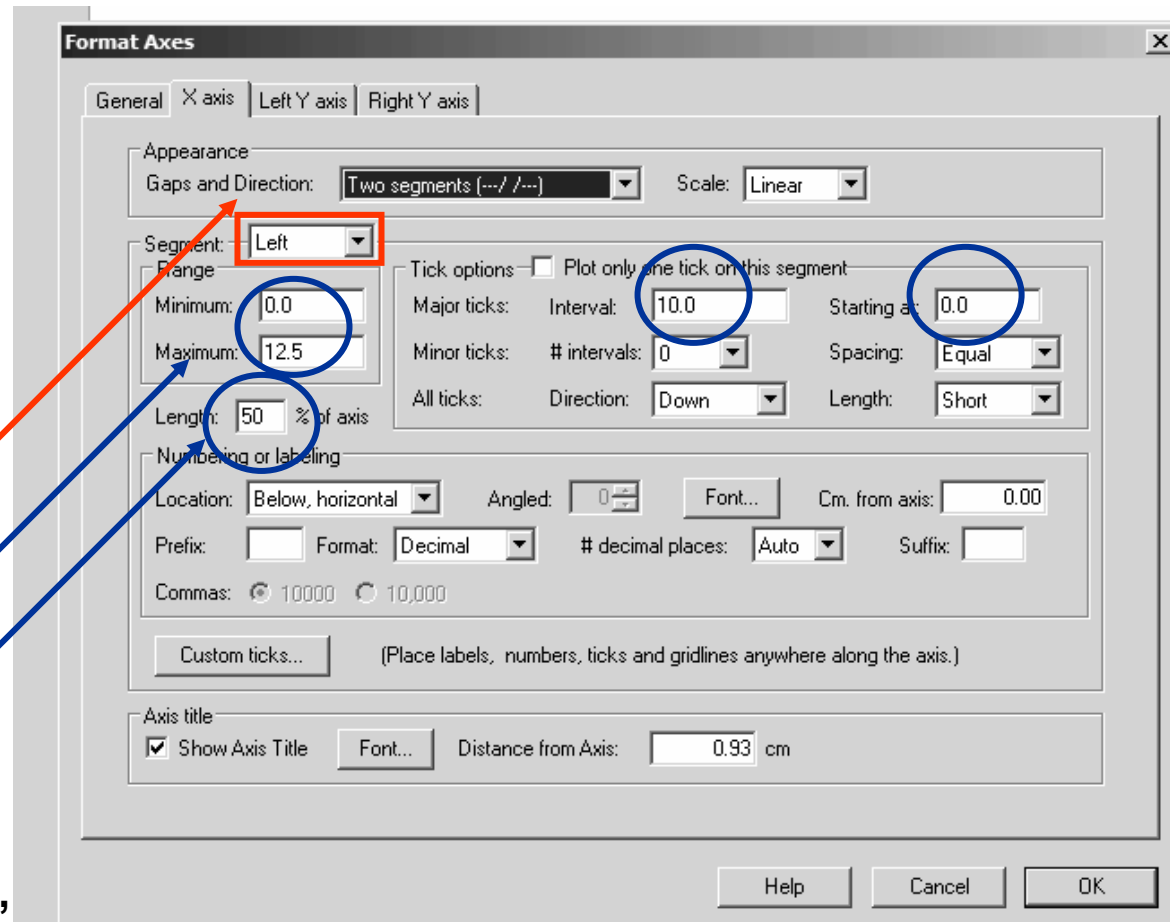 Format Axes
General X axis Left Y axis Right Y axis
Appearance
Gaps and Direction: Two segments (---/ /---) Scale: Linear
Segment: Left
Range
Minimum: 0.0
Maximum: 12.5
Length: 50 % of axis
Tick options Plot only one tick on this segment
Major ticks: Interval: 10.0 Starting at: 0.0
Minor ticks: # intervals: 0 Spacing: Equal
All ticks: Direction: Down Length: Short
Numbering or labeling
Location: Below, horizontal Angled: 0 Font... Cm. from axis: 0.00
Prefix: Format: Decimal # decimal places: Auto Suffix:
Commas: 10000 10,000
Custom ticks... (Place labels, numbers, ticks and gridlines anywhere along the axis.)
Axis title
Show Axis Title Font... Distance from Axis: 0.93 cm
Help Cancel OK
,